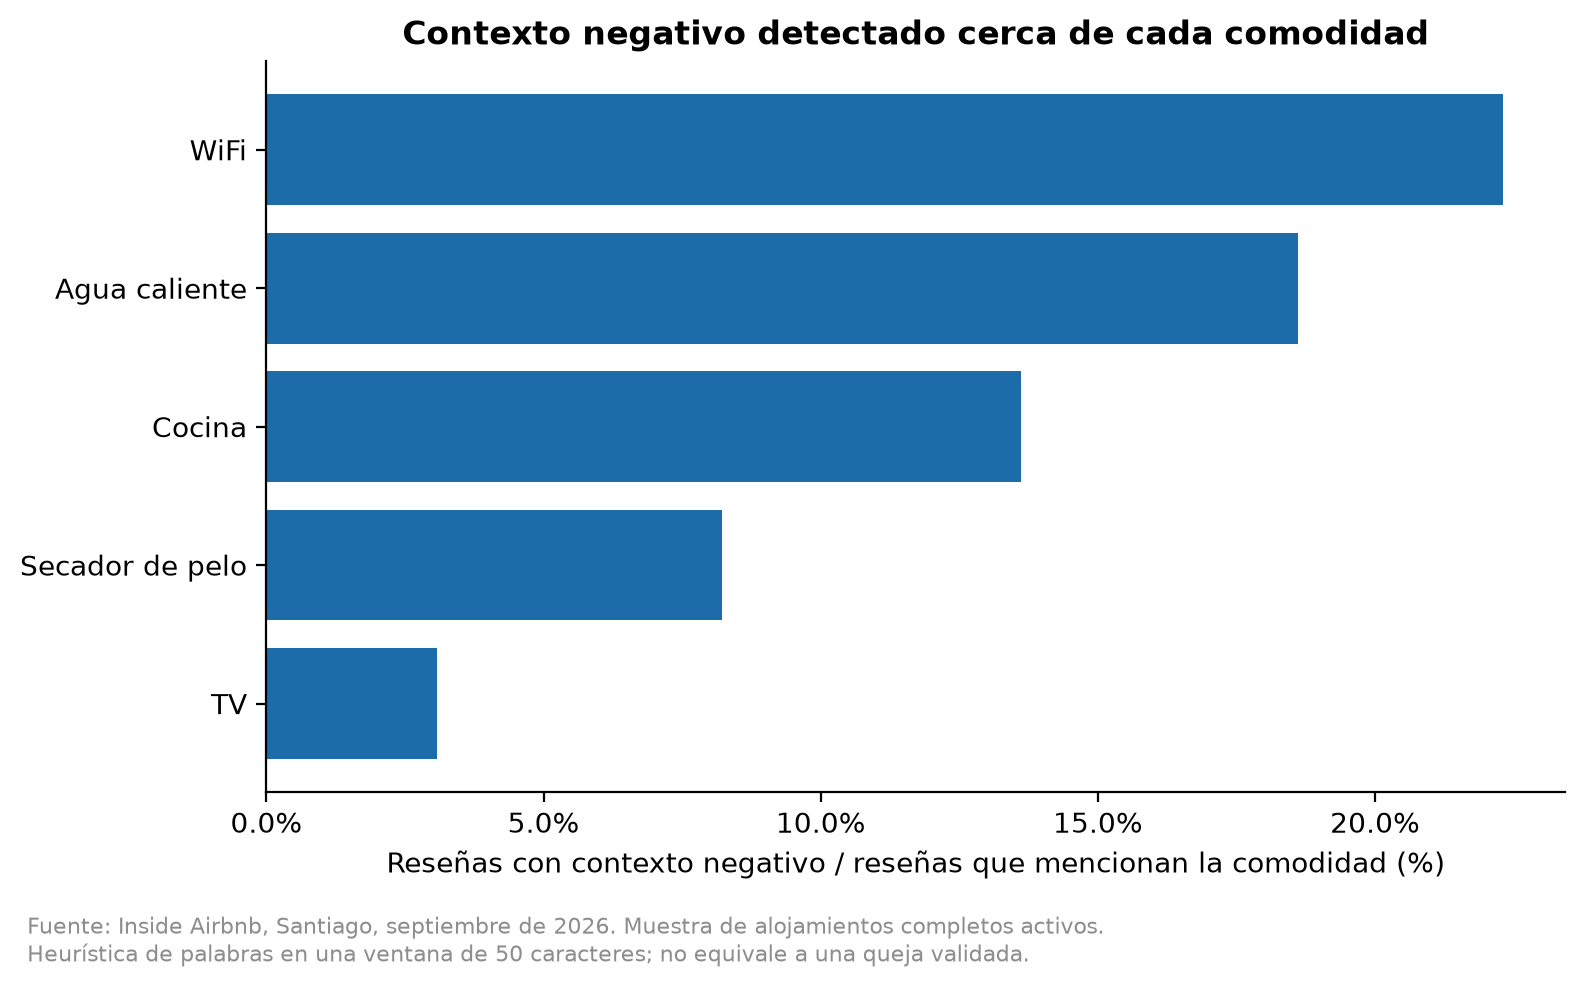 Contexto negativo detectado cerca de cada comodidad
WiFi
Agua caliente
Cocina
Secador de pelo
TV
0.0% 5.0% 10.0% 15.0% 20.0%
Reseñas con contexto negativo / reseñas que mencionan la comodidad (%)
Fuente: Inside Airbnb, Santiago, septiembre de 2026. Muestra de alojamientos completos activos.
Heurística de palabras en una ventana de 50 caracteres; no equivale a una queja validada.